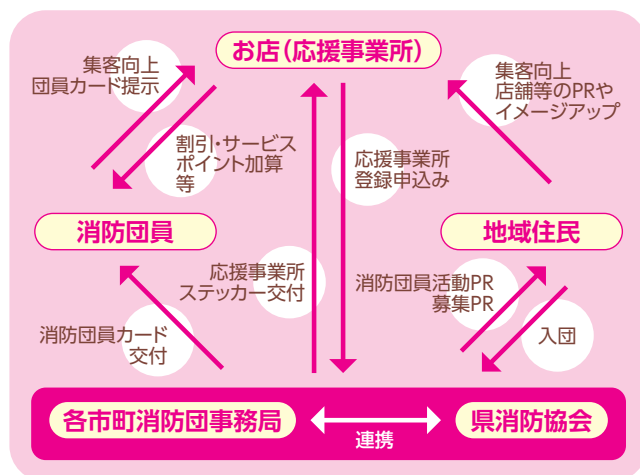 お店(応援事業所)
集客向上
団員カード提示
集客向上
店舗等のPRや
イメージアップ
割引・サービス
ポイント加算
等
応援事業所
登録申込み
消防団員
地域住民
応援事業所
ステッカー交付
消防団員活動PR
募集PR
消防団員カード
交付
入団
各市町消防団事務局
連携
県消防協会